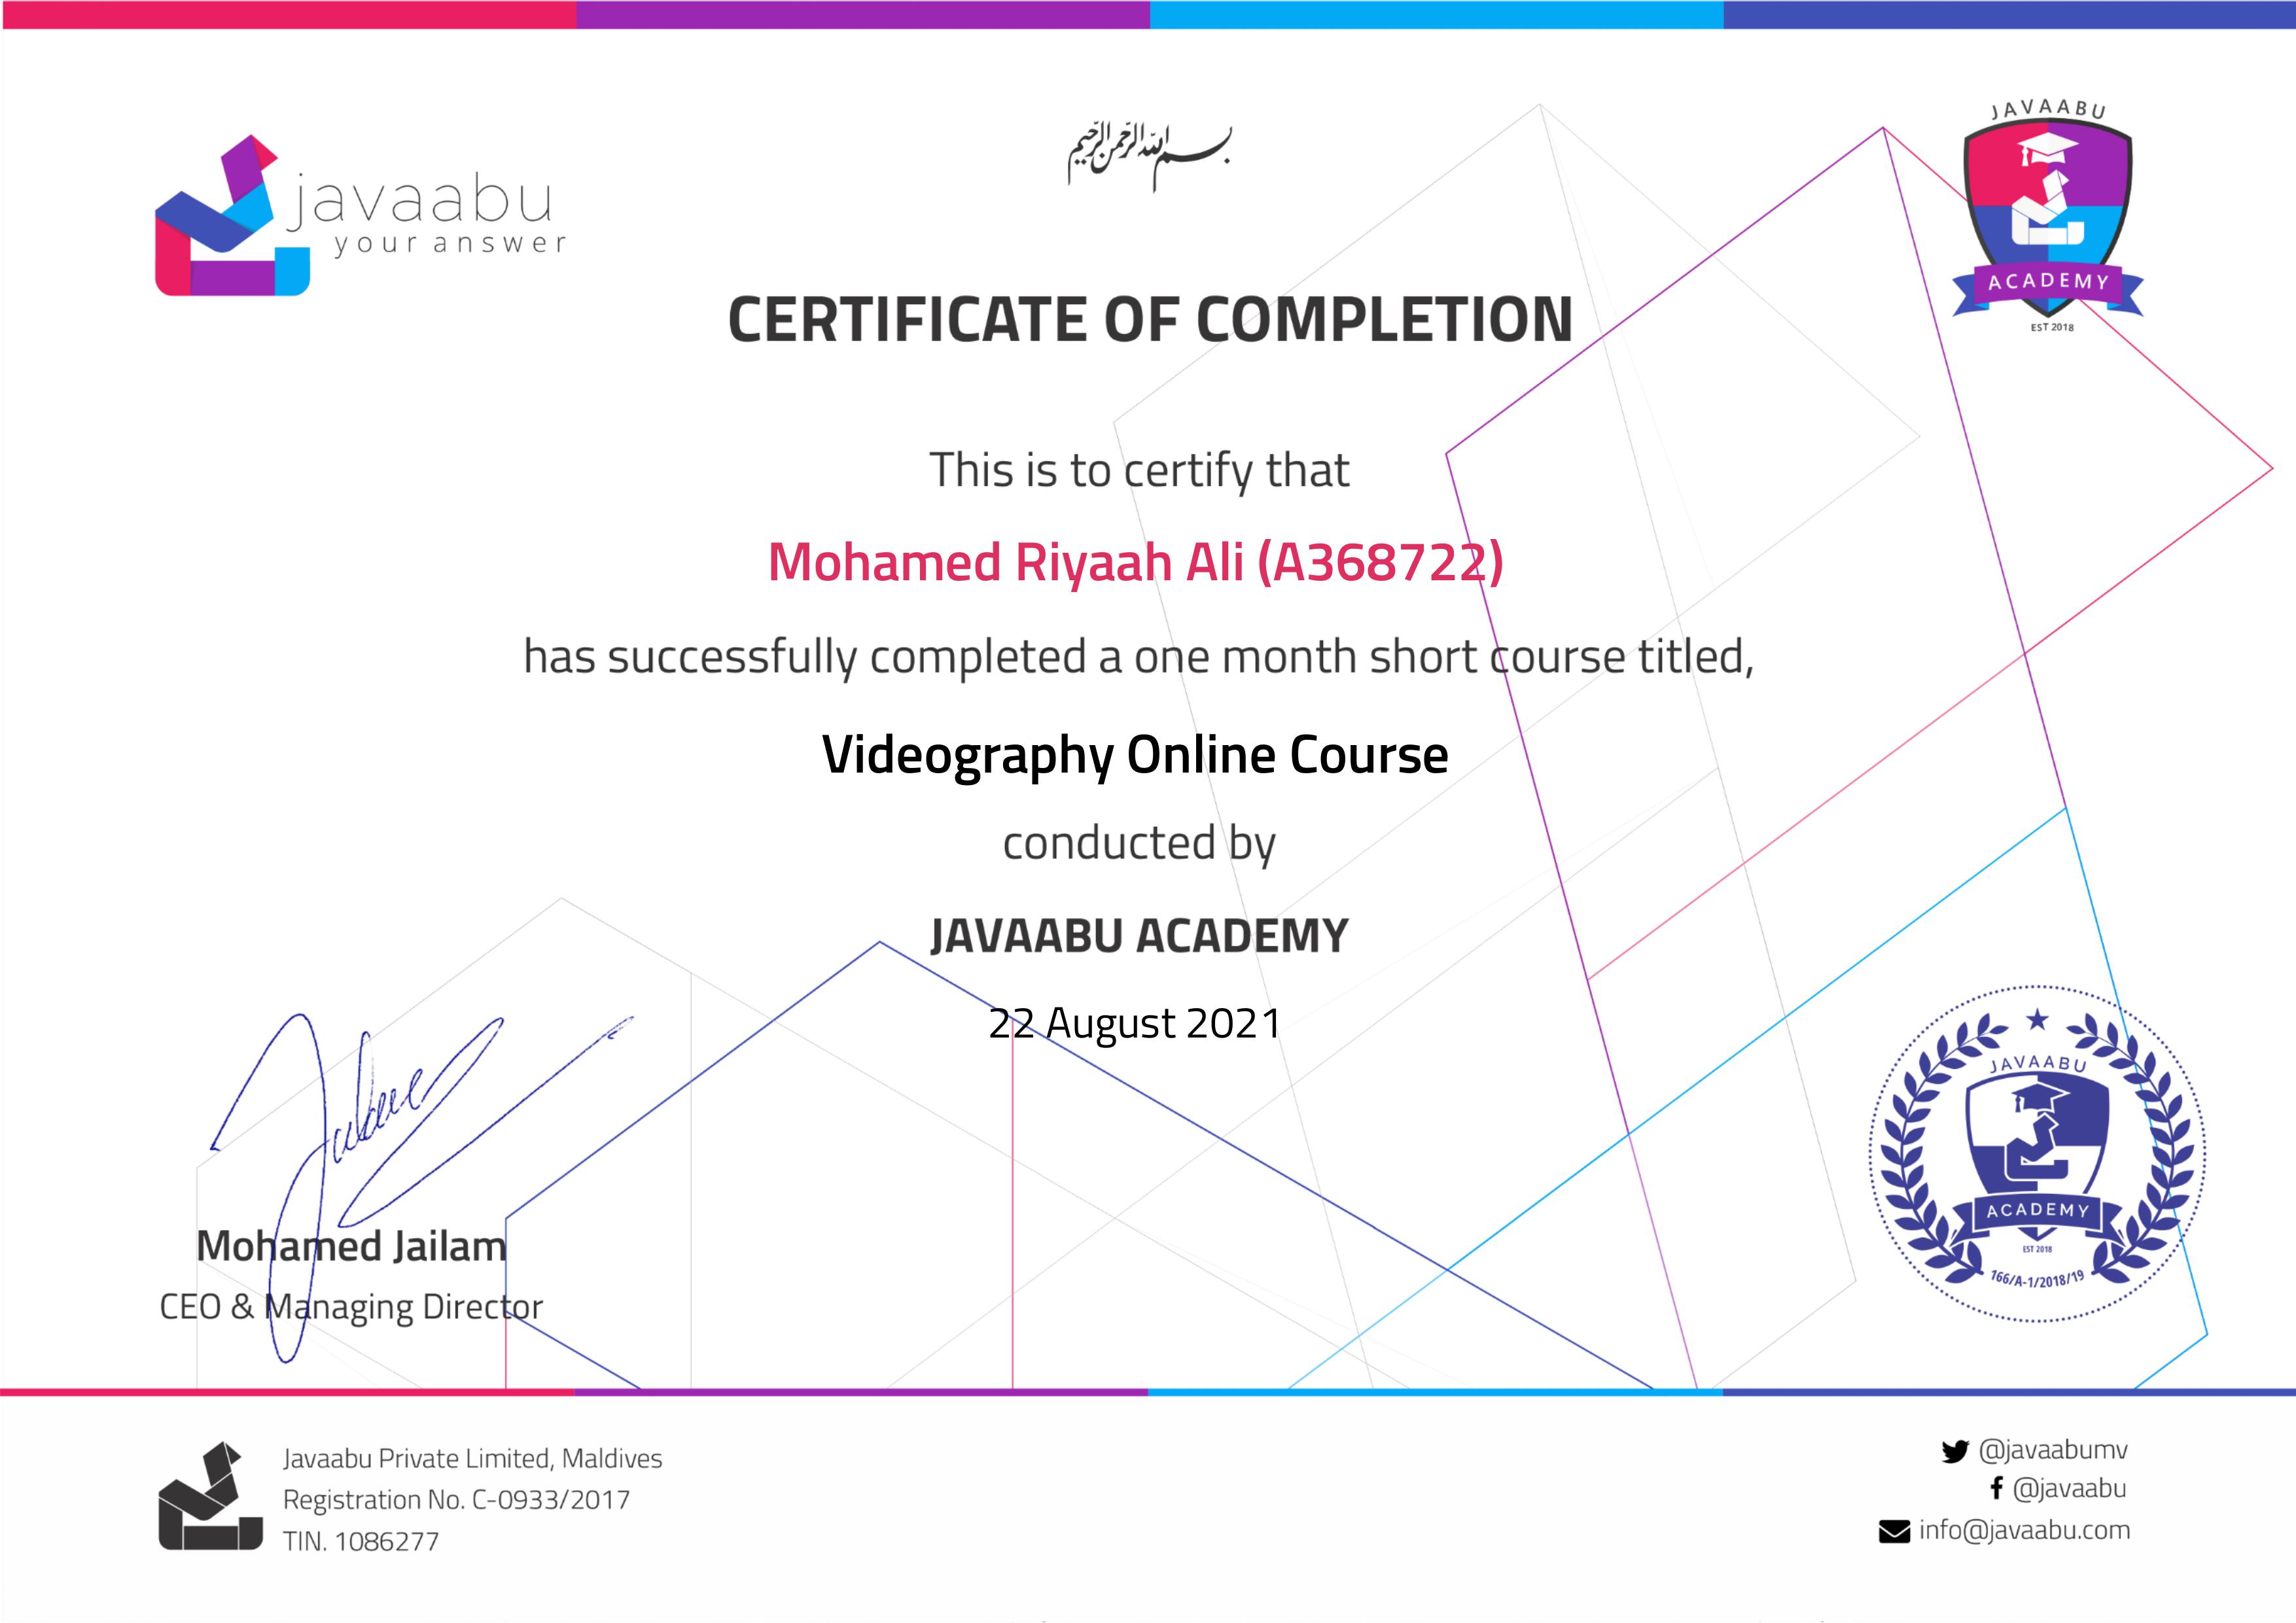 javaabu
your answer
بسم الله الرحمن الرحيم
JAVAABU
ACADEMY
EST 2018
CERTIFICATE OF COMPLETION
This is to certify that
Mohamed Riyaah Ali (A368722)
has successfully completed a one month short course titled,
Videography Online Course
conducted by
JAVAABU ACADEMY
22 August 2021
Mohamed Jailam
CEO & Managing Director
JAVAABU
ACADEMY
EST 2018
166/A-1/2018/19
Javaabu Private Limited, Maldives
Registration No. C-0933/2017
TIN. 1086277
@javaabumv
@javaabu
info@javaabu.com